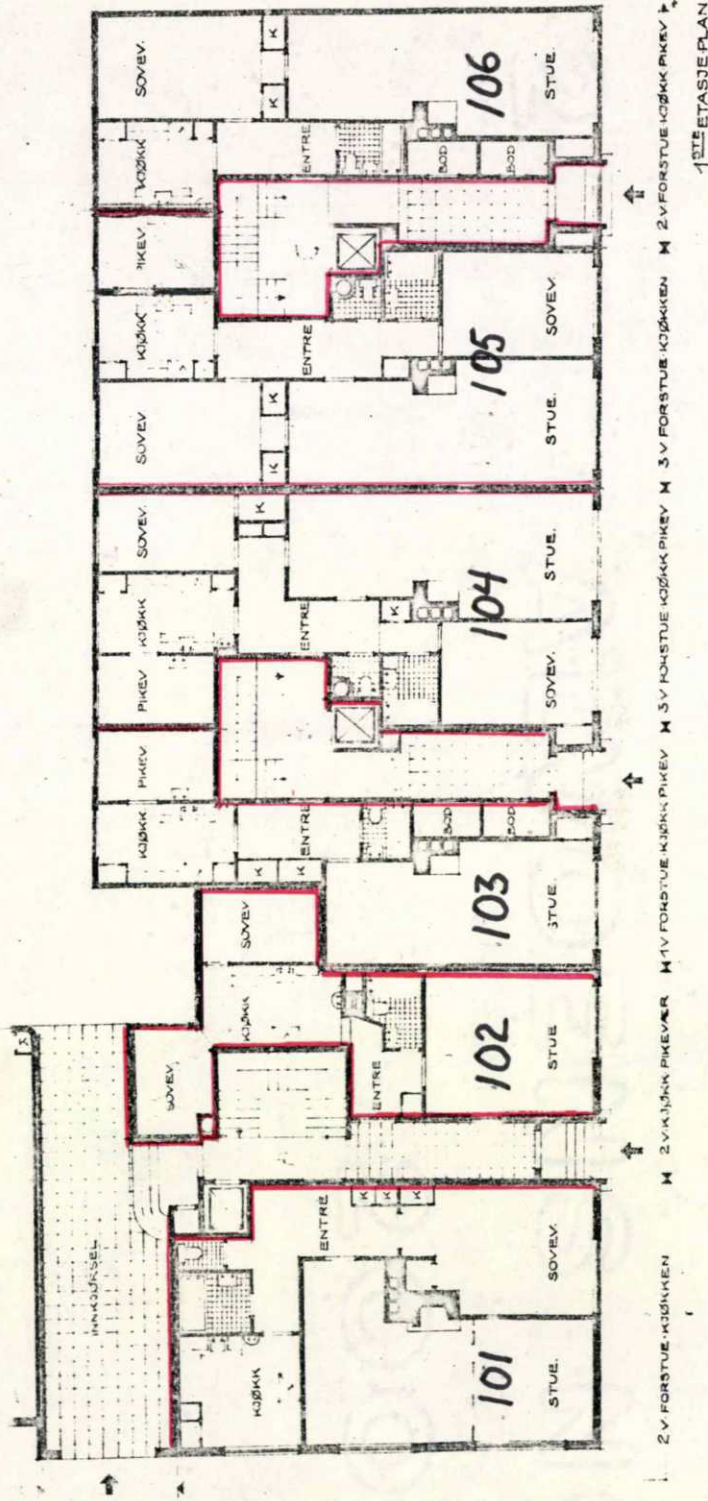 1STE ETASJE·PLAN
2 V·FORSTUE·KJØKKEN
2 V·KJØKK PIKEVÆR
1 V FORSTUE·KJØKK PIKEV
3 V FORSTUE KJØKK PIKEV
3 V FORSTUE·KJØKKEN
2 V FORSTUE·KJØKK PIKEV
INNKJØRSEL
KJØKK
ENTRE
K
K
K
101
STUE.
SOVEV.
SOVEV.
SOVEV
KJØKK
ENTRE
102
STUE
KJØKK
PIKEV
K
K
ENTRE
BOD
BOD
103
STUE
PIKEV
KJØKK
SOVEV.
K
ENTRE
K
104
SOVEV.
STUE.
SOVEV
KJØKK
PIKEV
K
K
ENTRE
105
STUE.
SOVEV.
KJØKK
SOVEV.
K
K
ENTRE
BOD
BOD
106
STUE.